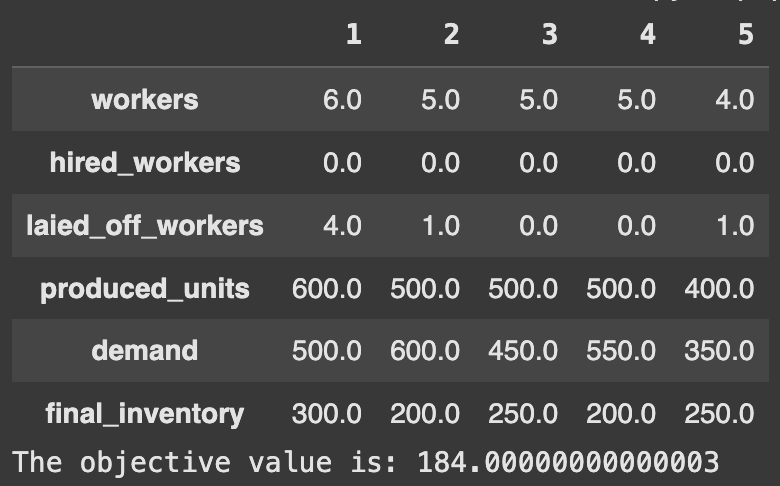 1 2 3 4 5
workers 6.0 5.0 5.0 5.0 4.0
hired_workers 0.0 0.0 0.0 0.0 0.0
laied_off_workers 4.0 1.0 0.0 0.0 1.0
produced_units 600.0 500.0 500.0 500.0 400.0
demand 500.0 600.0 450.0 550.0 350.0
final_inventory 300.0 200.0 250.0 200.0 250.0
The objective value is: 184.00000000000003